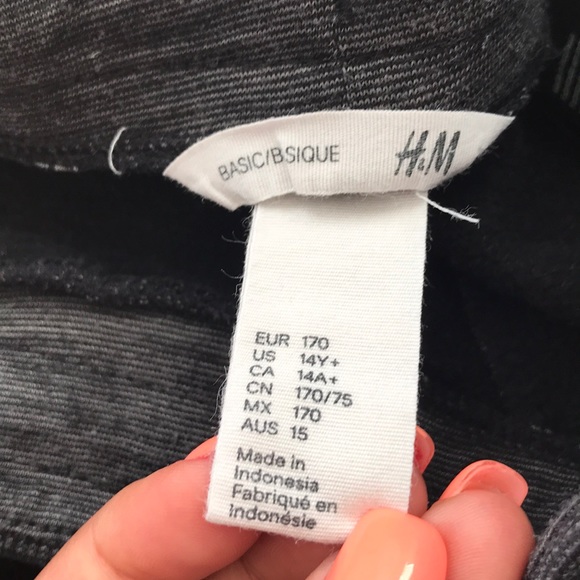 BASIC/BSIQUE H&M
EUR 170
US 14Y+
CA 14A+
CN 170/75
MX 170
AUS 15
Made in
Indonesia
Fabriqué en
Indonésie